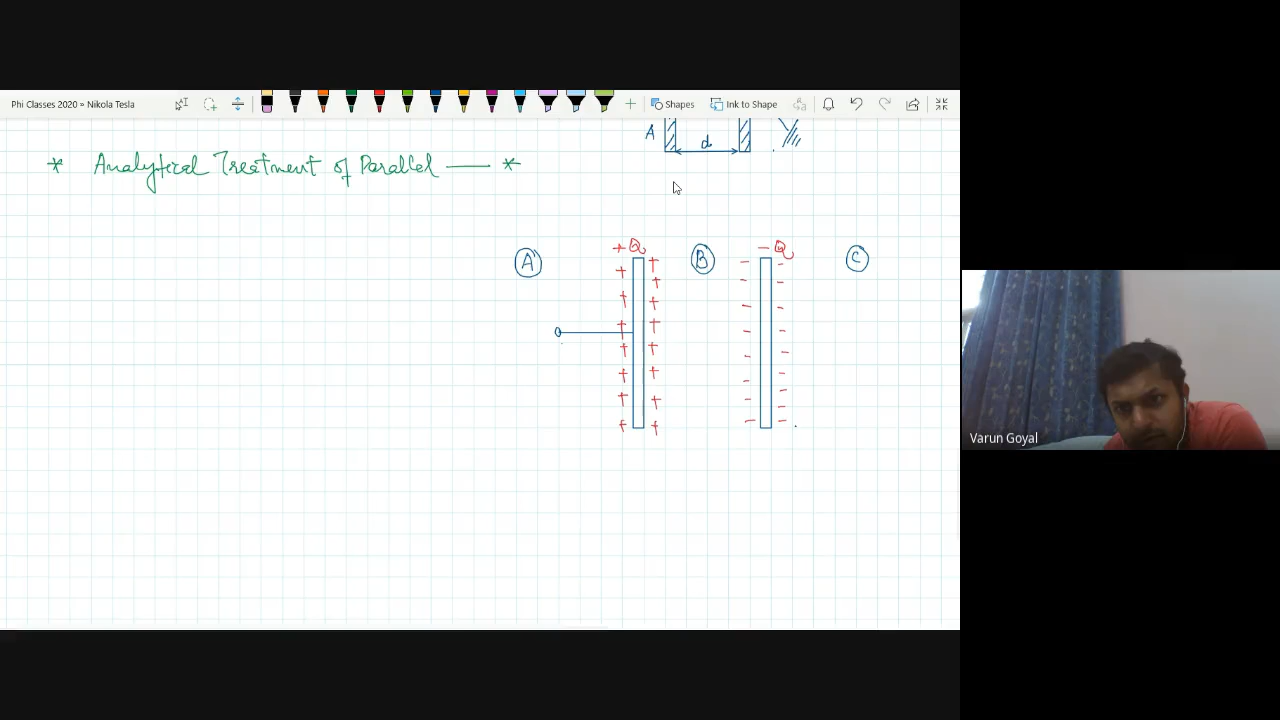 Phi Classes 2020 » Nikola Tesla
Shapes
Ink to Shape
A
d
* Analytical Treatment of Parallel —— *
+Q
-Q
A
B
C
Varun Goyal